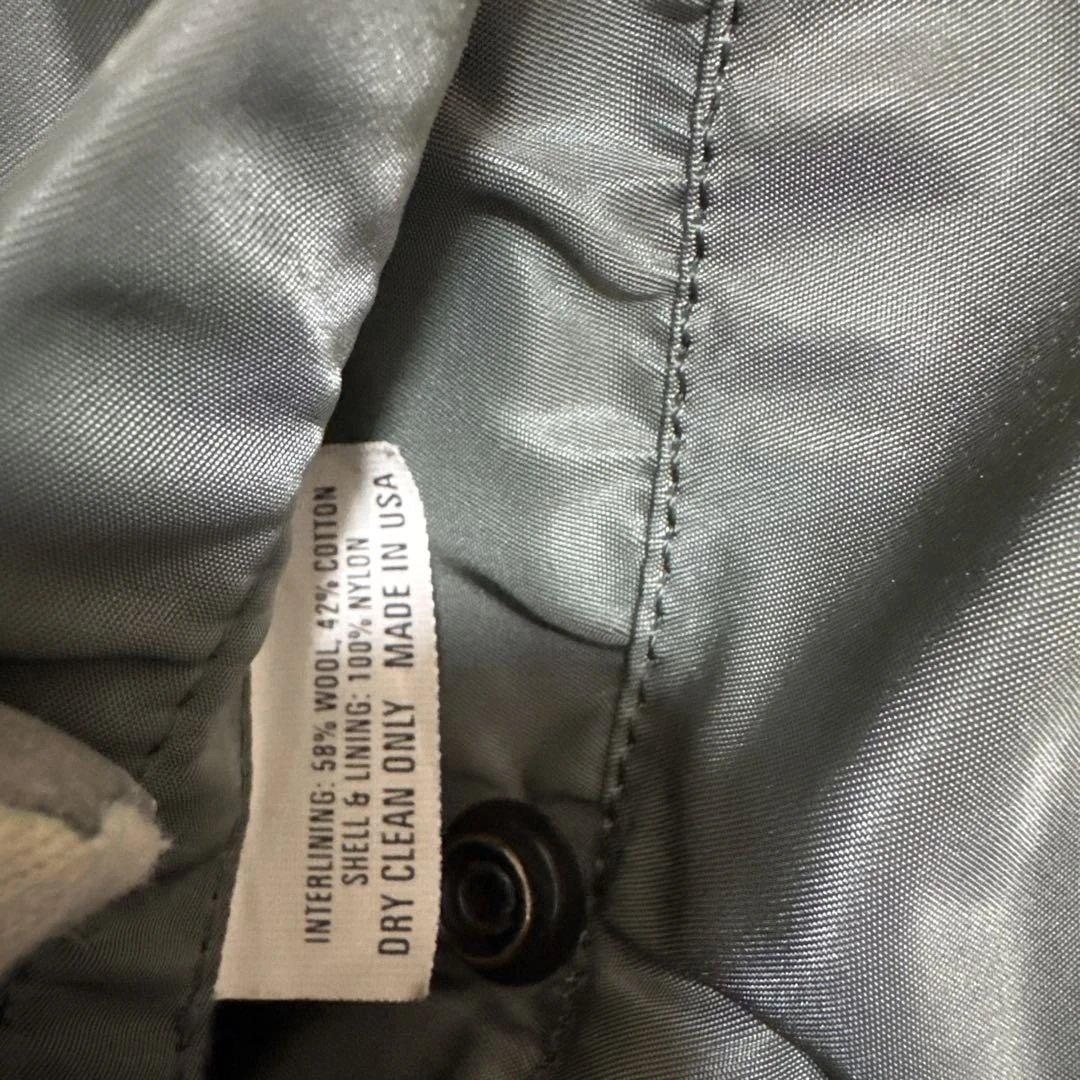 INTERLINING: 58% WOOL, 42% COTTON
SHELL & LINING: 100% NYLON
DRY CLEAN ONLY MADE IN USA